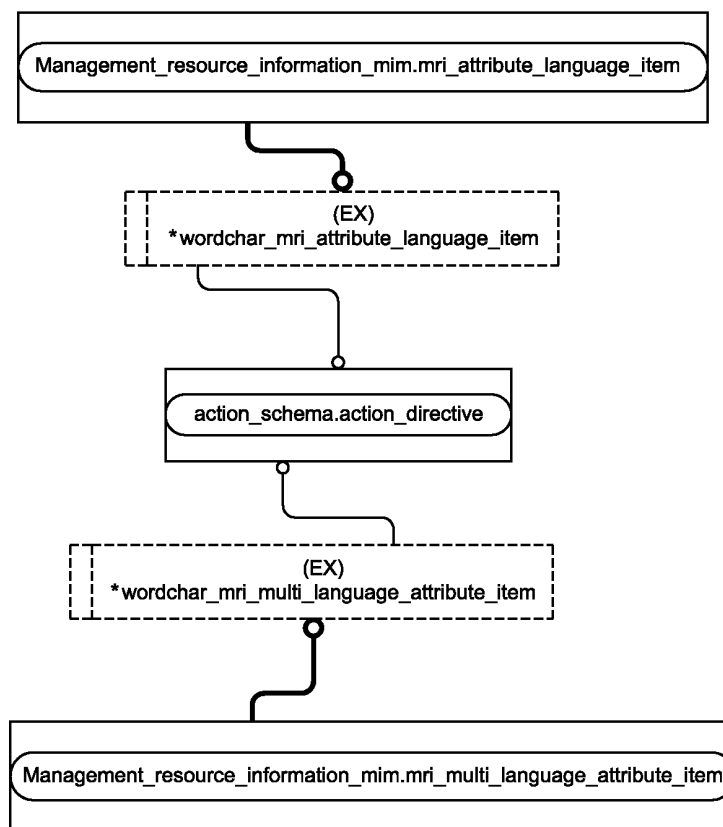 Management_resource_information_mim.mri_attribute_language_item
(EX)
*wordchar_mri_attribute_language_item
action_schema.action_directive
(EX)
*wordchar_mri_multi_language_attribute_item
Management_resource_information_mim.mri_multi_language_attribute_item